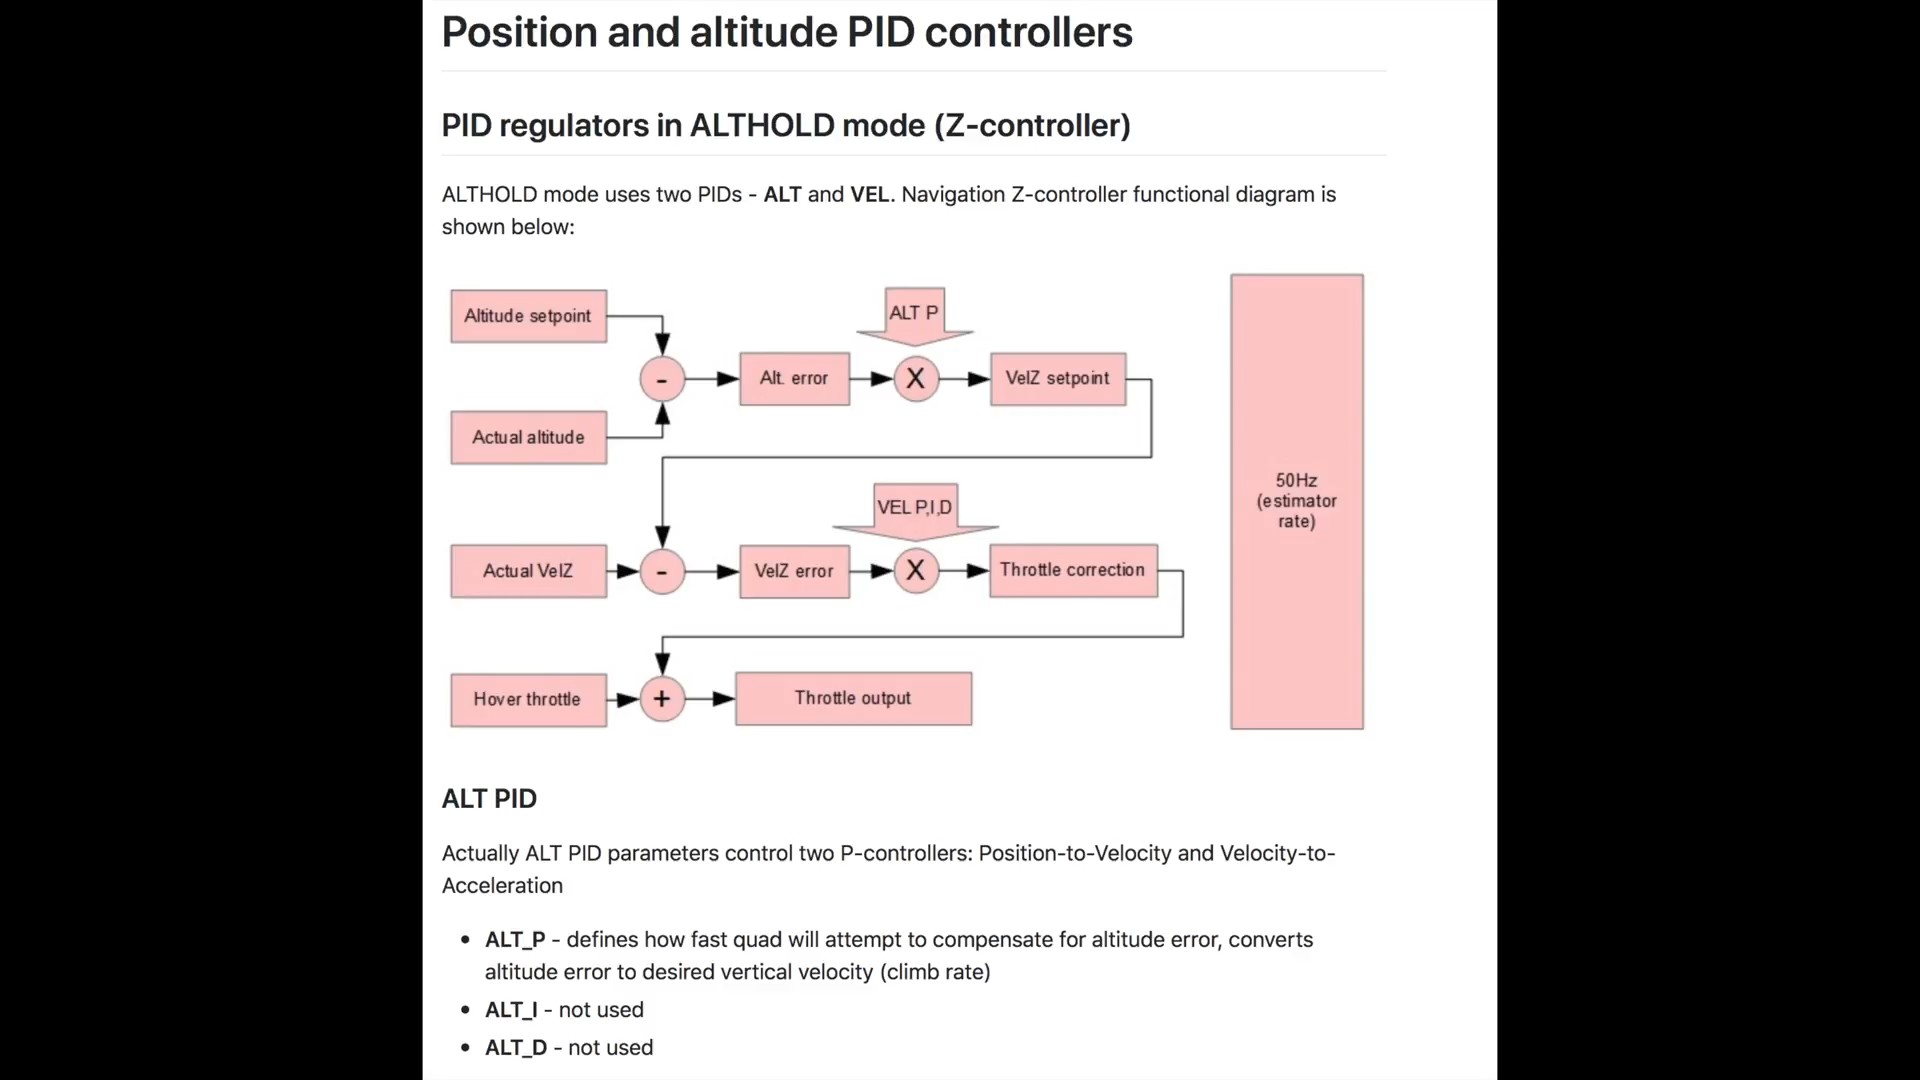 Position and altitude PID controllers
PID regulators in ALTHOLD mode (Z-controller)
ALTHOLD mode uses two PIDs - ALT and VEL. Navigation Z-controller functional diagram is
shown below:
Altitude setpoint
ALT P
-
Alt. error
X
VelZ setpoint
Actual altitude
50Hz
(estimator
rate)
VEL P,I,D
Actual VelZ
-
VelZ error
X
Throttle correction
Hover throttle
+
Throttle output
ALT PID
Actually ALT PID parameters control two P-controllers: Position-to-Velocity and Velocity-to-
Acceleration
• ALT_P - defines how fast quad will attempt to compensate for altitude error, converts
altitude error to desired vertical velocity (climb rate)
• ALT_I - not used
• ALT_D - not used